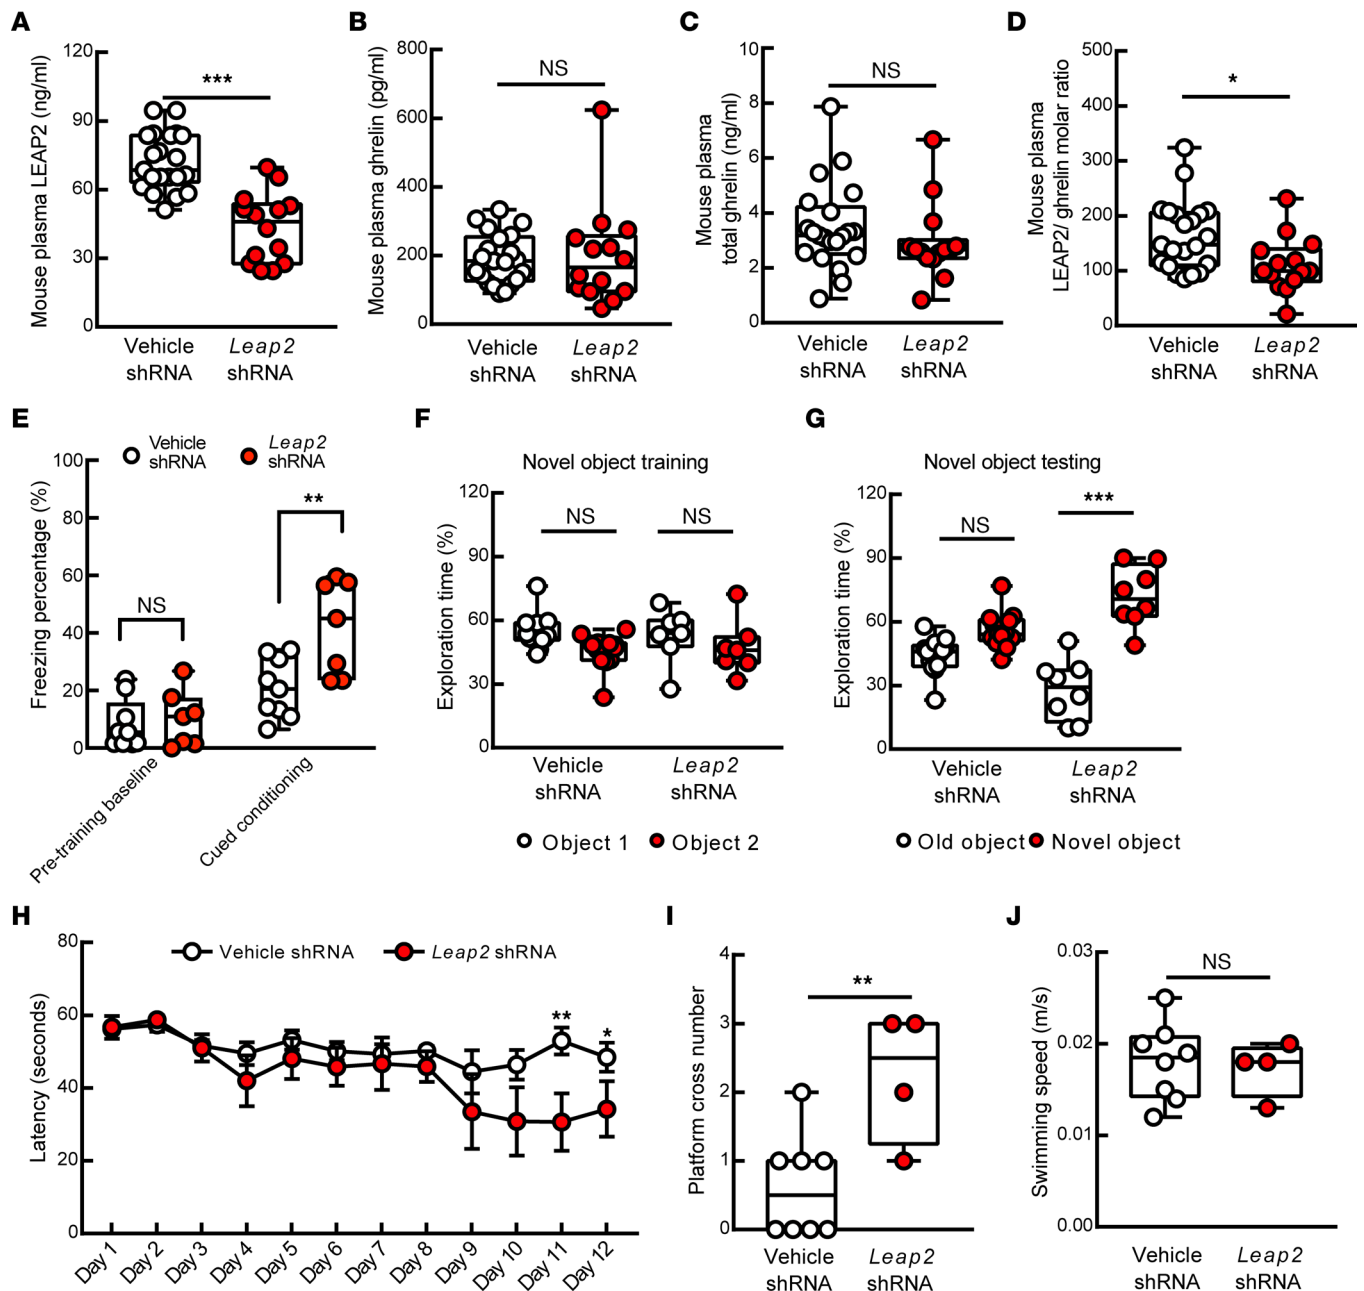 A
Mouse plasma LEAP2 (ng/ml)
120
90
60
30
0
***
Vehicle
shRNA
Leap2
shRNA
B
Mouse plasma ghrelin (pg/ml)
800
600
400
200
0
NS
Vehicle
shRNA
Leap2
shRNA
C
Mouse plasma
total ghrelin (ng/ml)
10
8
6
4
2
0
NS
Vehicle
shRNA
Leap2
shRNA
D
Mouse plasma
LEAP2/ ghrelin molar ratio
500
400
300
200
100
0
*
Vehicle
shRNA
Leap2
shRNA
E
Vehicle
shRNA
Leap2
shRNA
Freezing percentage (%)
100
80
60
40
20
0
NS
**
Pre-training baseline
Cued conditioning
F
Novel object training
Exploration time (%)
120
90
60
30
0
NS
NS
Vehicle
shRNA
Leap2
shRNA
Object 1
Object 2
G
Novel object testing
Exploration time (%)
120
90
60
30
0
NS
***
Vehicle
shRNA
Leap2
shRNA
Old object
Novel object
H
Latency (seconds)
80
60
40
20
0
Vehicle shRNA
Leap2 shRNA
**
*
Day 1
Day 2
Day 3
Day 4
Day 5
Day 6
Day 7
Day 8
Day 9
Day 10
Day 11
Day 12
I
Platform cross number
4
3
2
1
0
**
Vehicle
shRNA
Leap2
shRNA
J
Swimming speed (m/s)
0.03
0.02
0.01
0.00
NS
Vehicle
shRNA
Leap2
shRNA